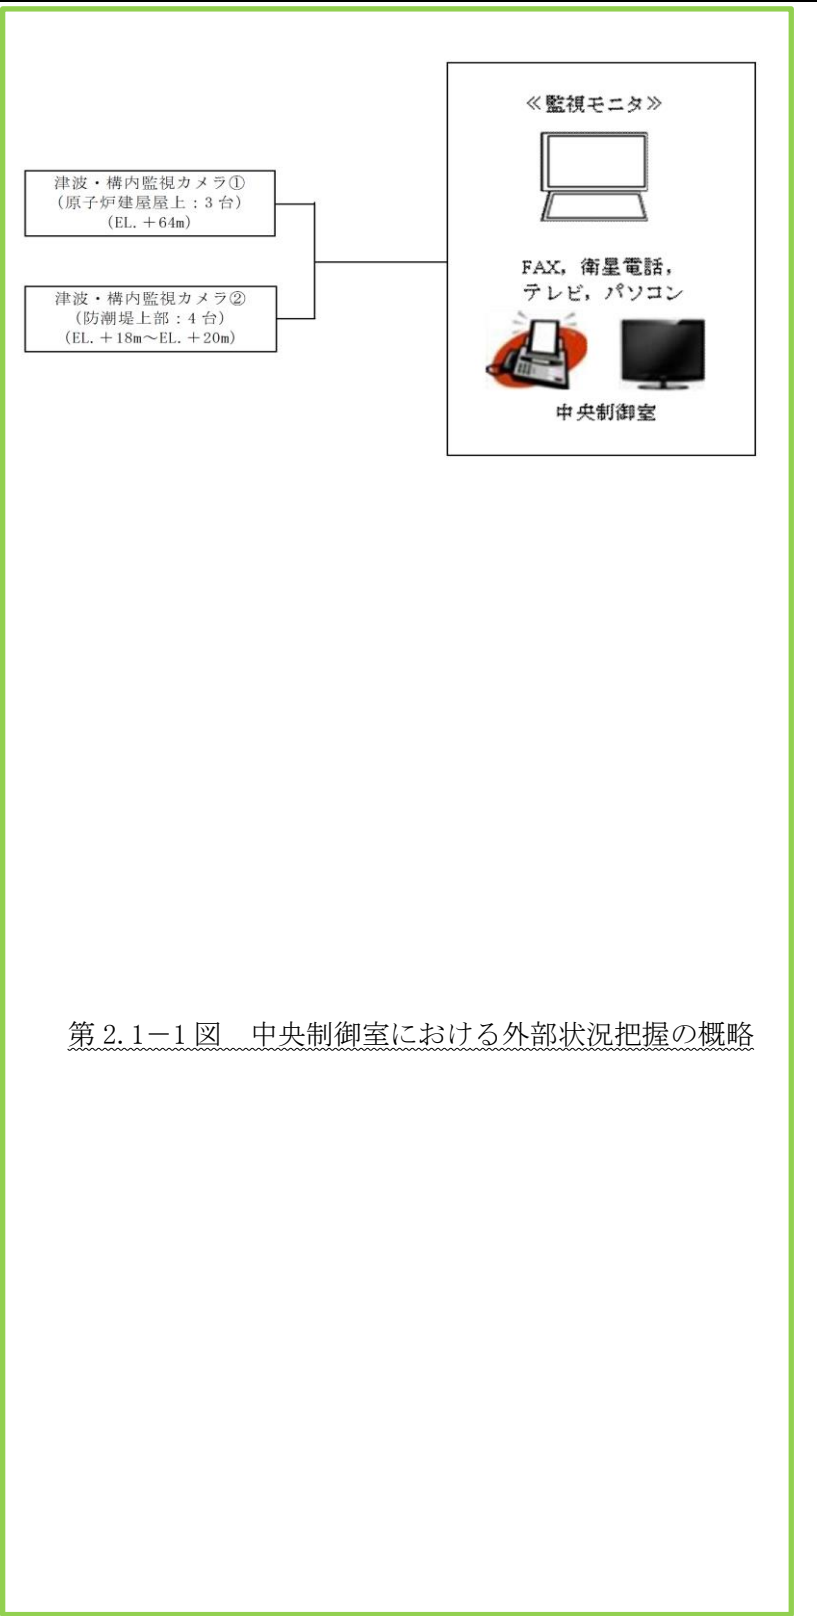 津波・構内監視カメラ①
(原子炉建屋屋上:3台)
(EL.+64m)
津波・構内監視カメラ②
(防潮堤上部:4台)
(EL.+18m～EL.+20m)
≪監視モニタ≫
FAX，衛星電話，
テレビ，パソコン
中央制御室
第2.1－1図　中央制御室における外部状況把握の概略